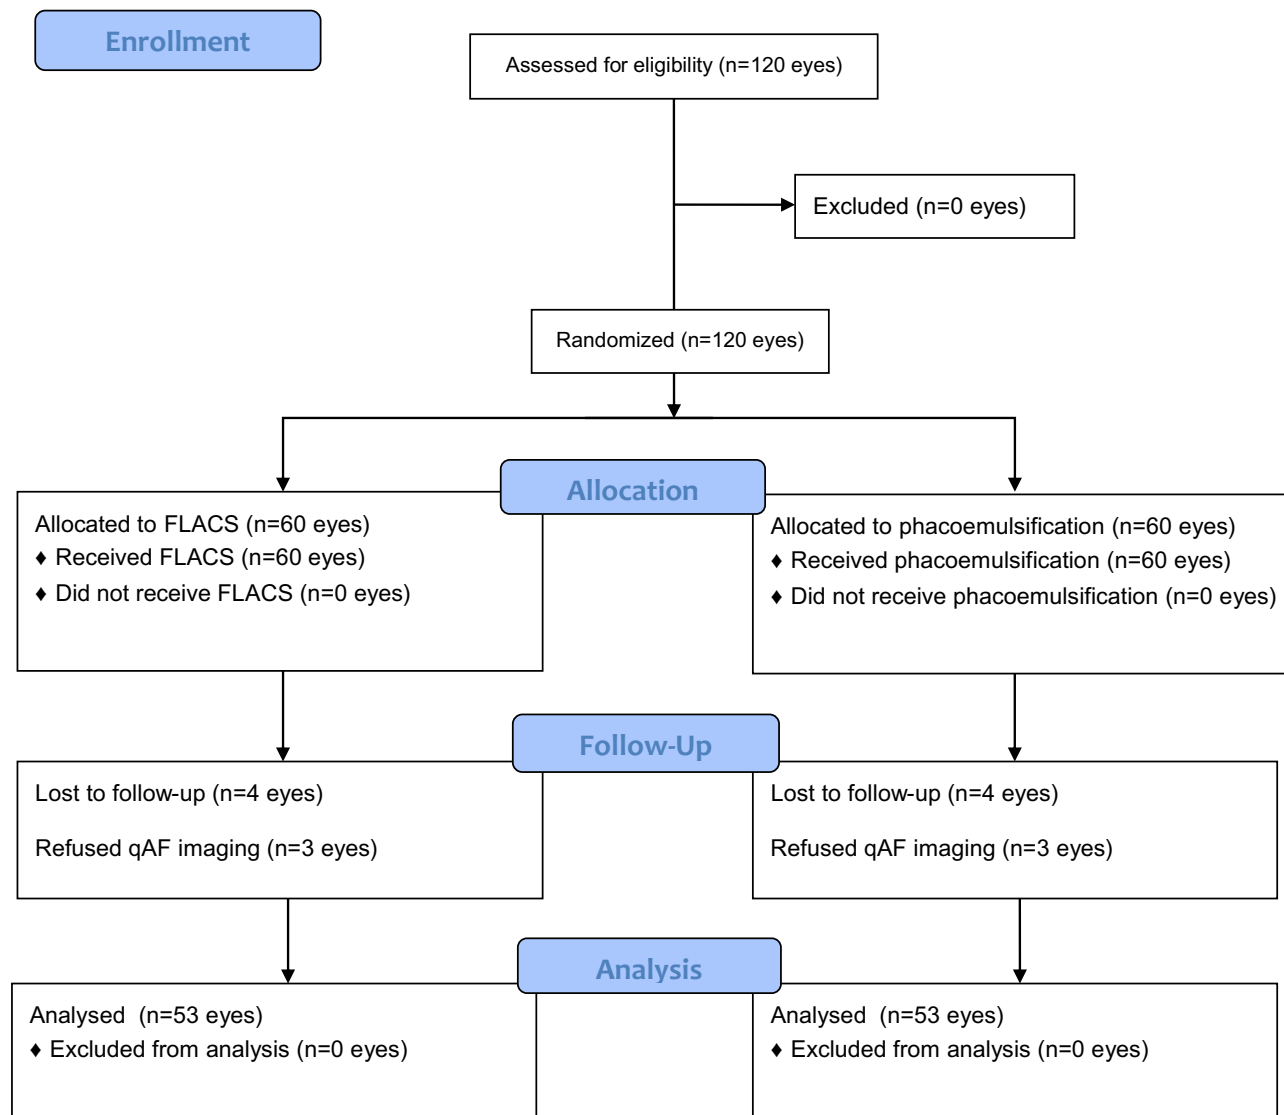 Enrollment
Assessed for eligibility (n=120 eyes)
Excluded (n=0 eyes)
Randomized (n=120 eyes)
Allocation
Allocated to FLACS (n=60 eyes)
♦ Received FLACS (n=60 eyes)
♦ Did not receive FLACS (n=0 eyes)
Allocated to phacoemulsification (n=60 eyes)
♦ Received phacoemulsification (n=60 eyes)
♦ Did not receive phacoemulsification (n=0 eyes)
Follow-Up
Lost to follow-up (n=4 eyes)
Refused qAF imaging (n=3 eyes)
Lost to follow-up (n=4 eyes)
Refused qAF imaging (n=3 eyes)
Analysis
Analysed (n=53 eyes)
♦ Excluded from analysis (n=0 eyes)
Analysed (n=53 eyes)
♦ Excluded from analysis (n=0 eyes)